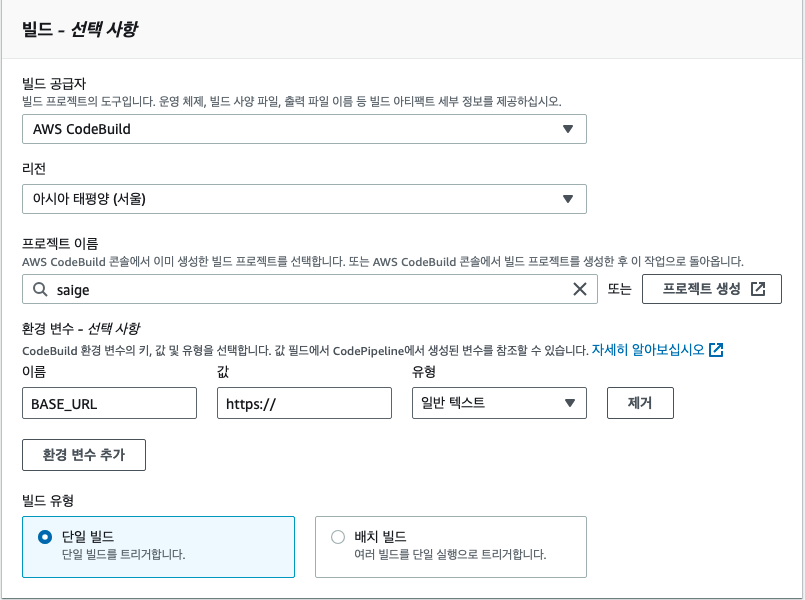 빌드 - 선택 사항
빌드 공급자
빌드 프로젝트의 도구입니다. 운영 체제, 빌드 사양 파일, 출력 파일 이름 등 빌드 아티팩트 세부 정보를 제공하십시오.
AWS CodeBuild
리전
아시아 태평양 (서울)
프로젝트 이름
AWS CodeBuild 콘솔에서 이미 생성한 빌드 프로젝트를 선택합니다. 또는 AWS CodeBuild 콘솔에서 빌드 프로젝트를 생성한 후 이 작업으로 돌아옵니다.
saige 또는 프로젝트 생성
환경 변수 - 선택 사항
CodeBuild 환경 변수의 키, 값 및 유형을 선택합니다. 값 필드에서 CodePipeline에서 생성된 변수를 참조할 수 있습니다. 자세히 알아보십시오
이름 값 유형
BASE_URL https:// 일반 텍스트 제거
환경 변수 추가
빌드 유형
단일 빌드 배치 빌드
단일 빌드를 트리거합니다. 여러 빌드를 단일 실행으로 트리거합니다.